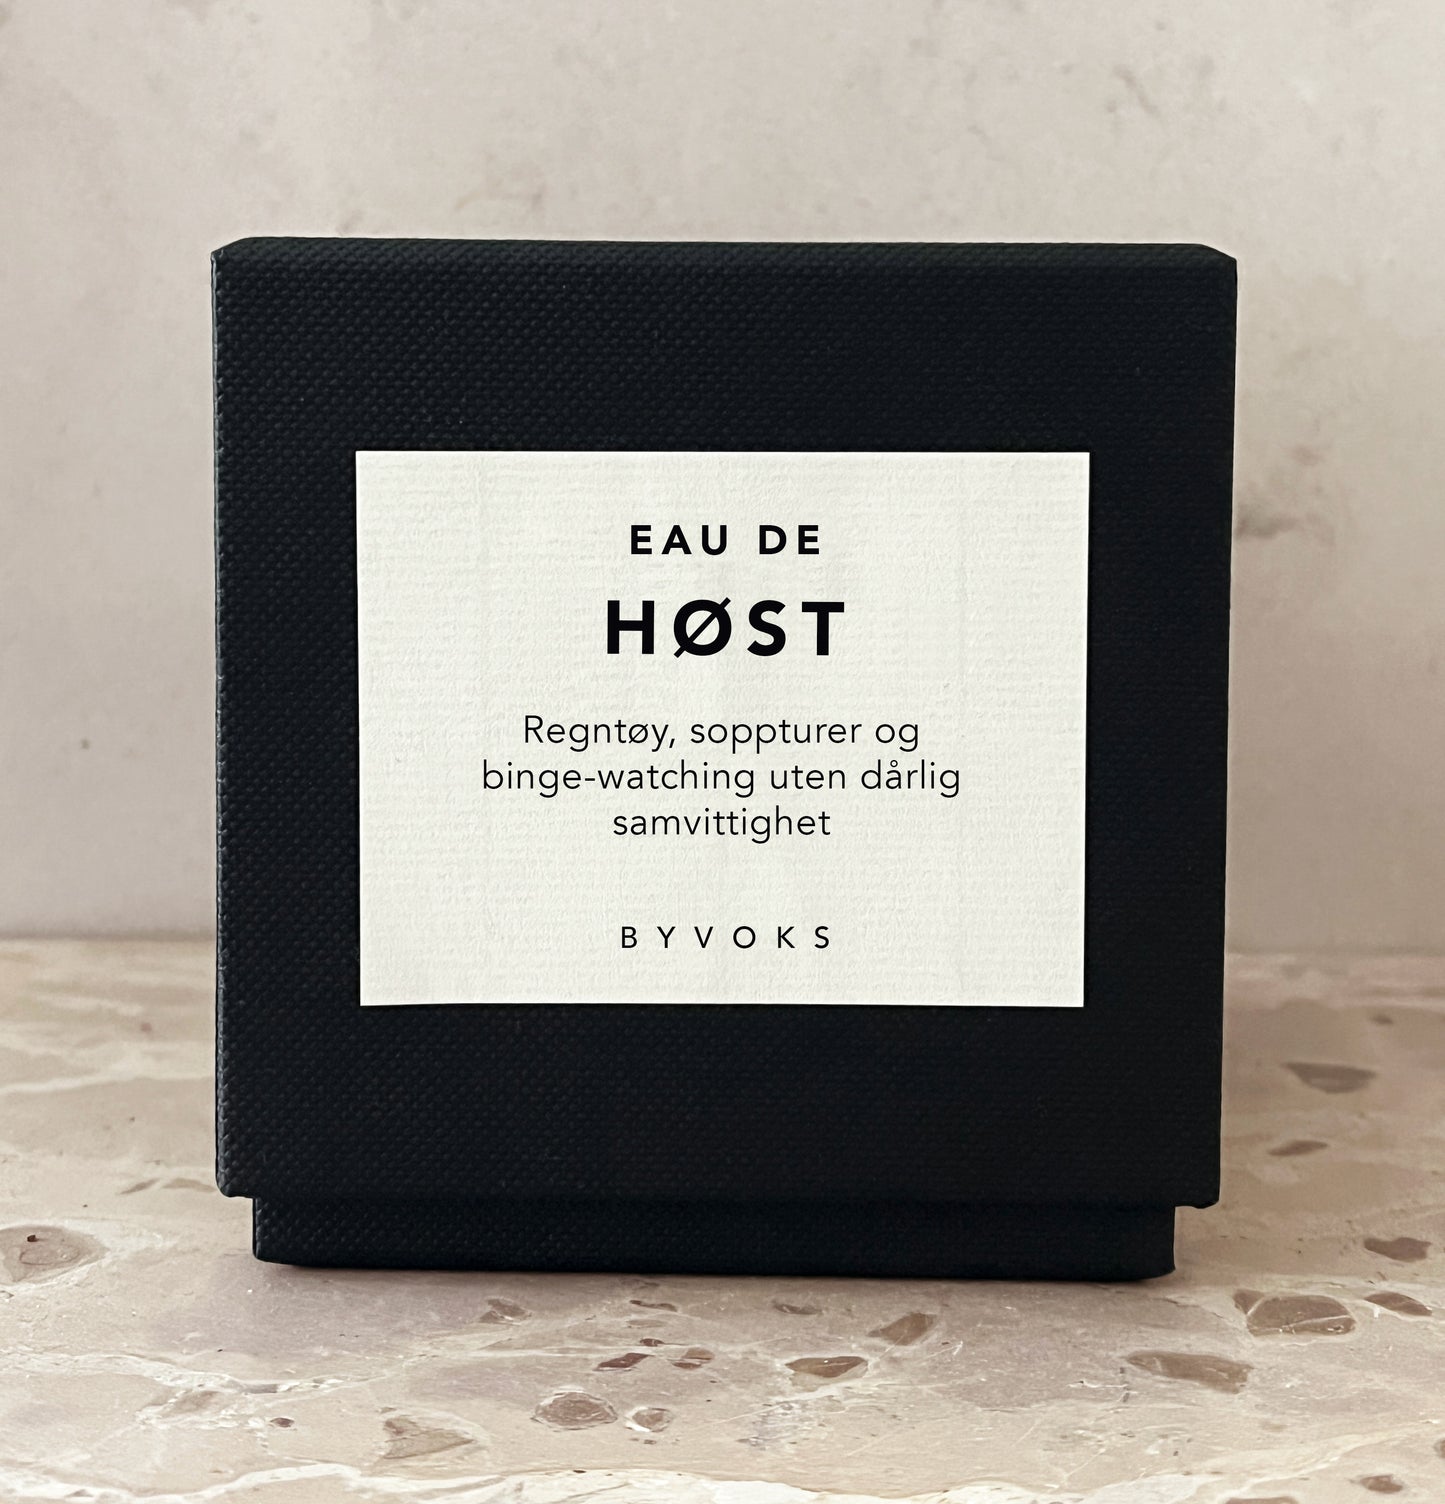 EAU DE
HØST
Regntøy, soppturer og
binge-watching uten dårlig
samvittighet
BYVOKS